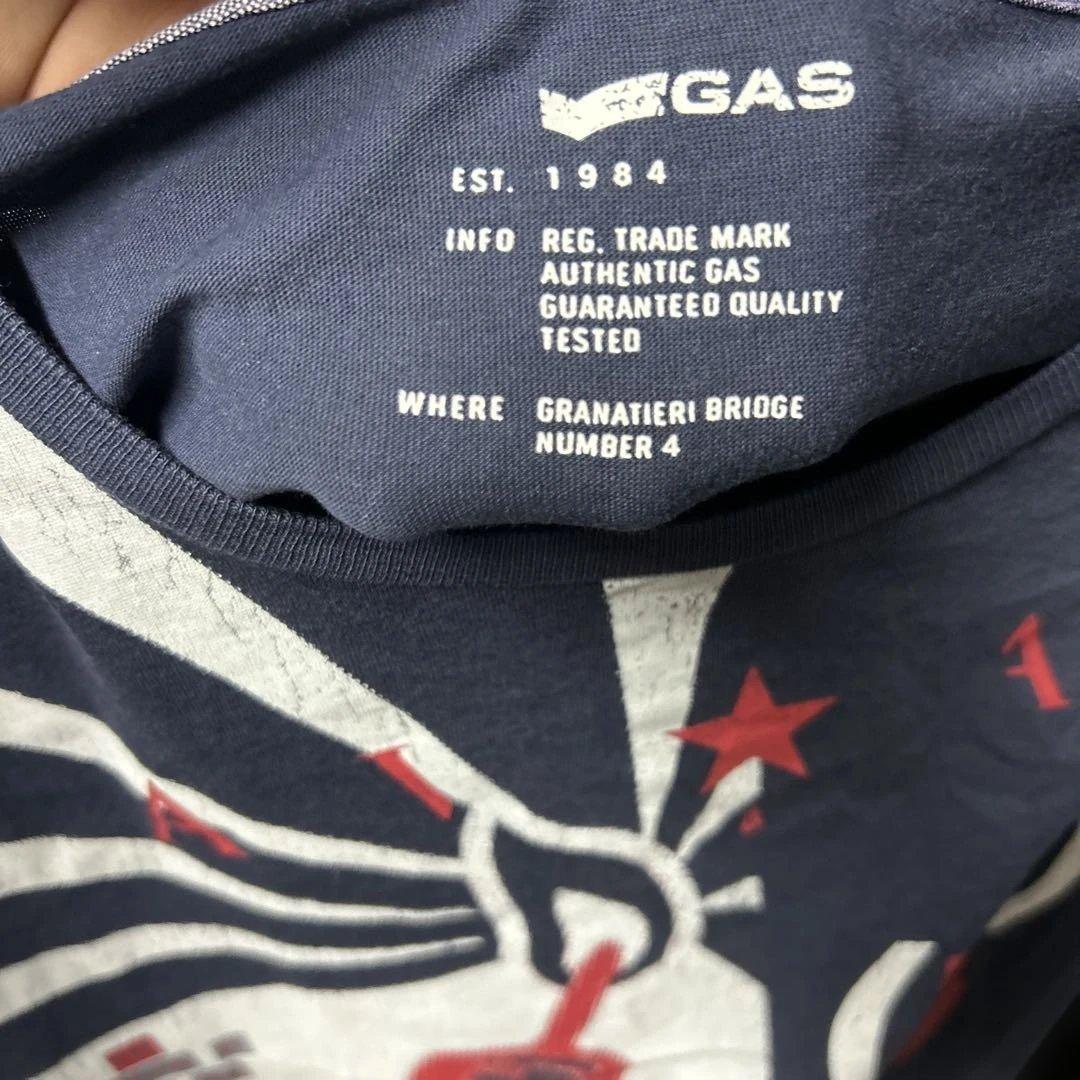 GAS
EST. 1984
INFO REG. TRADE MARK
AUTHENTIC GAS
GUARANTEED QUALITY
TESTED
WHERE GRANATIERI BRIDGE
NUMBER 4